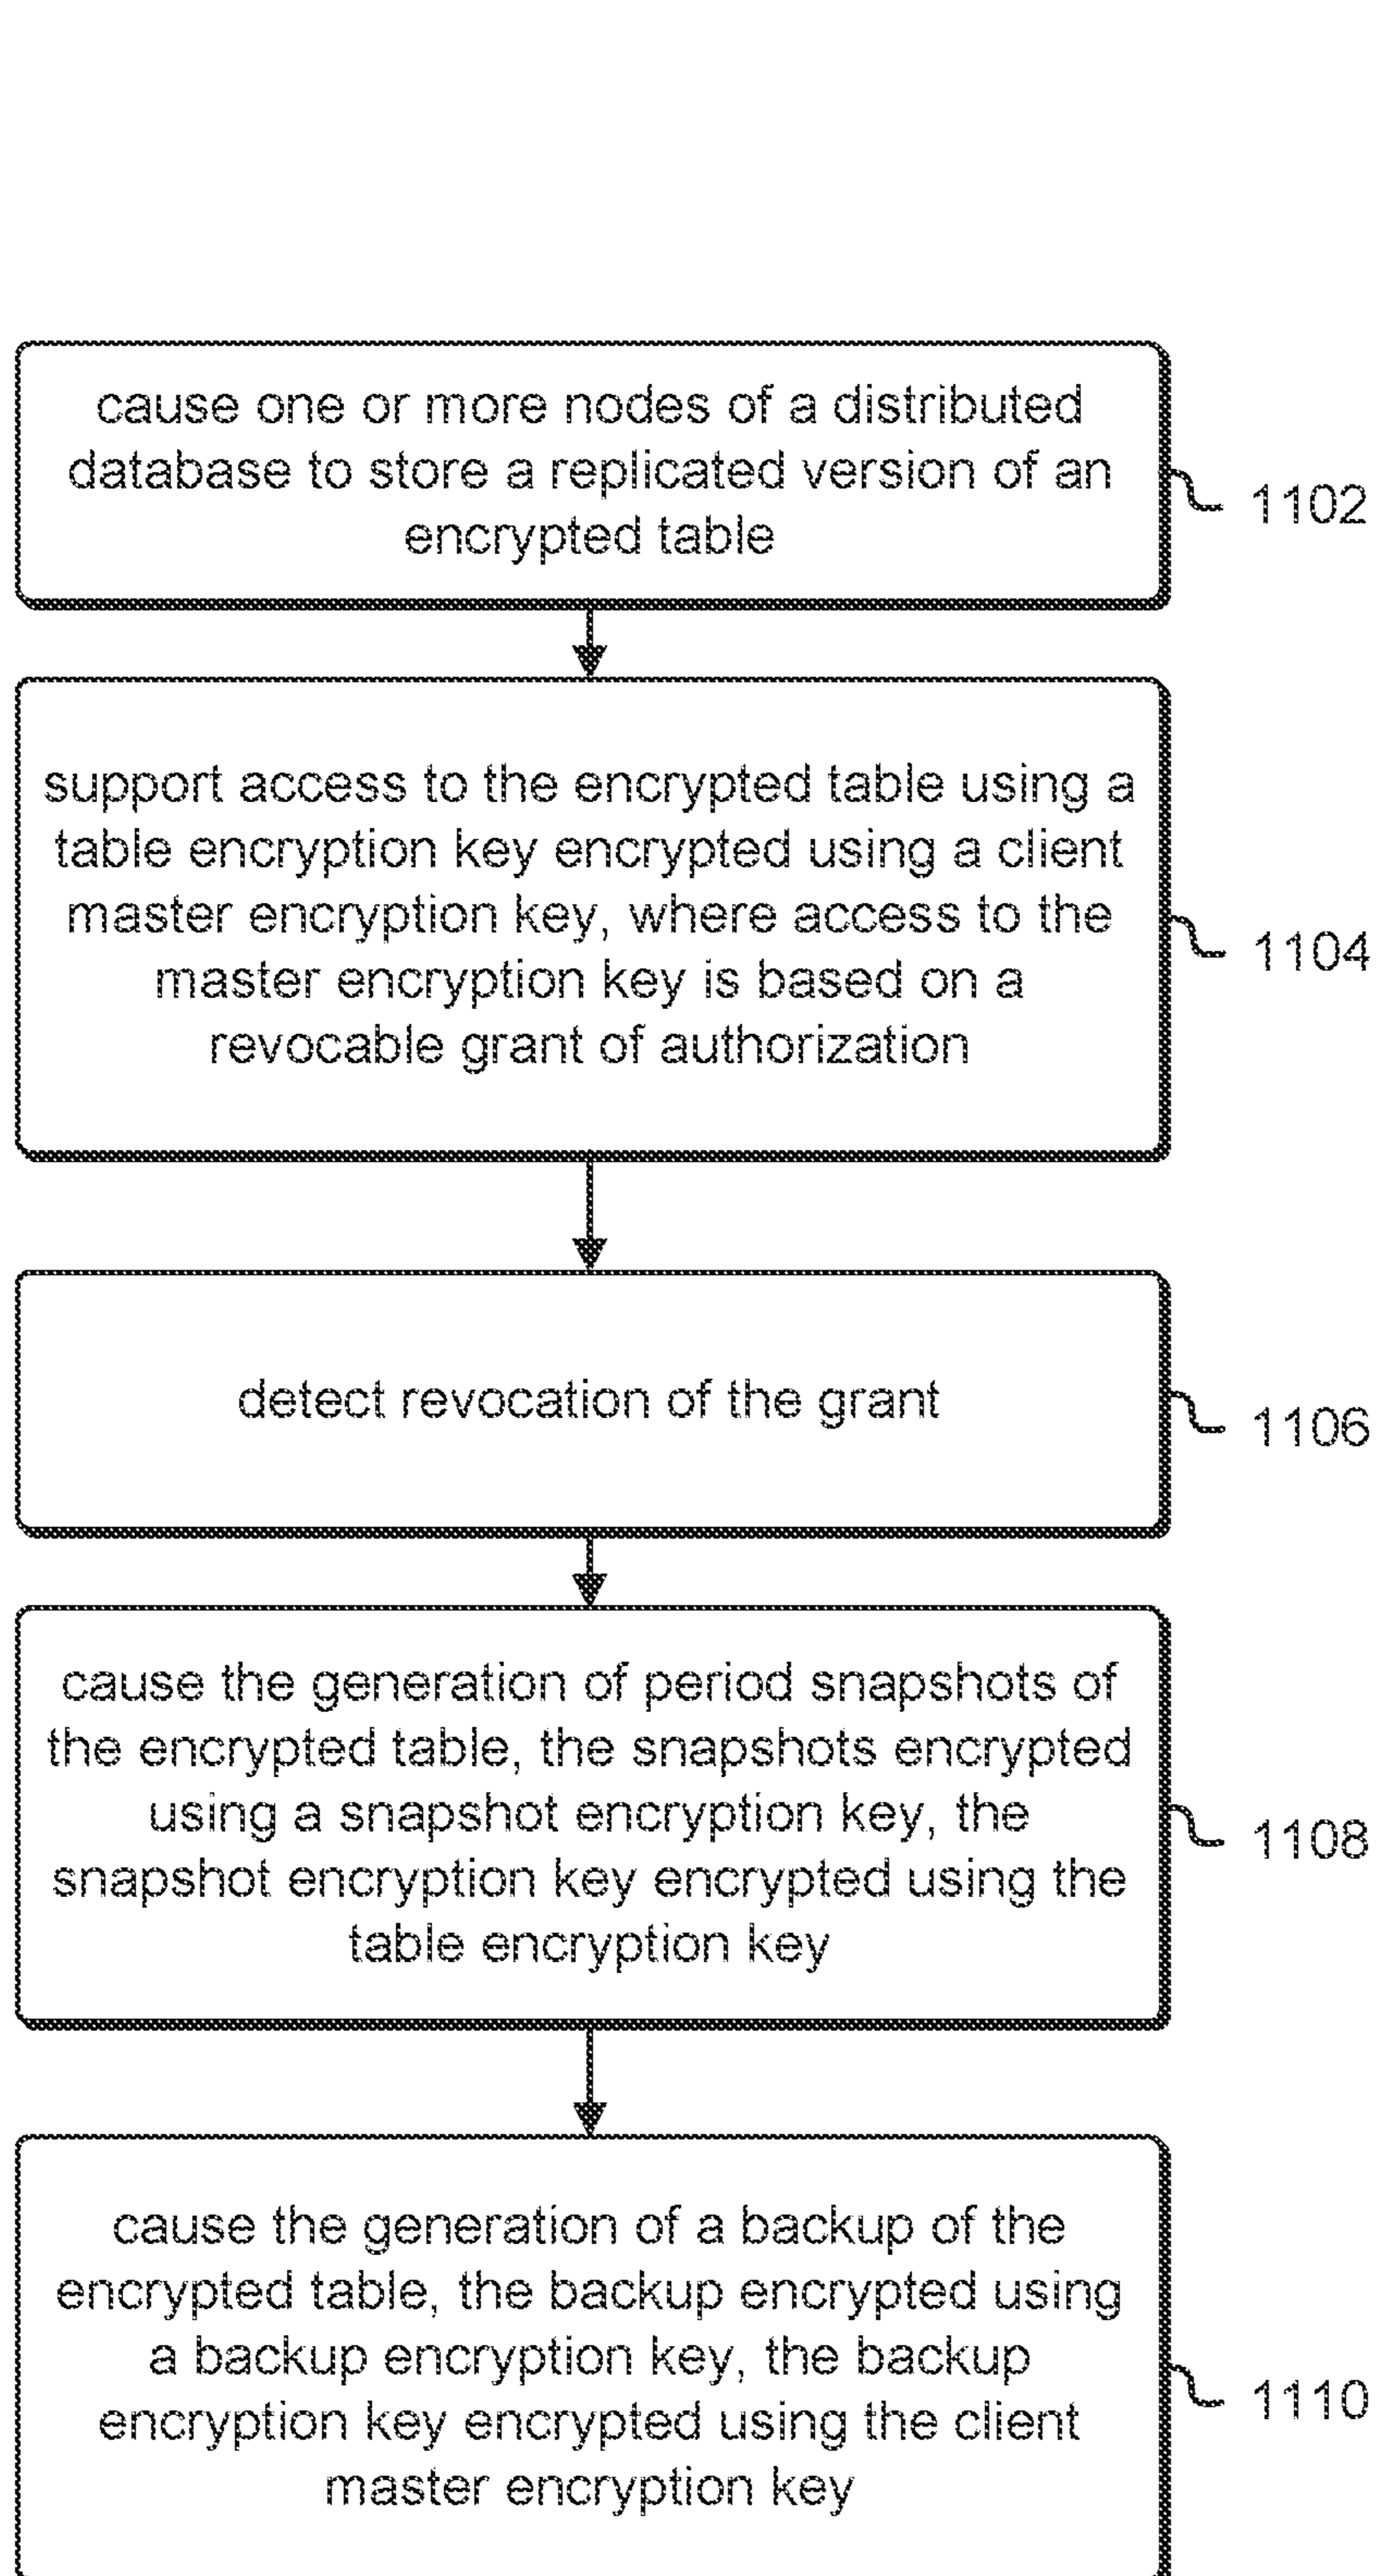 cause one or more nodes of a distributed
database to store a replicated version of an
encrypted table
1102
support access to the encrypted table using a
table encryption key encrypted using a client
master encryption key, where access to the
master encryption key is based on a
revocable grant of authorization
1104
detect revocation of the grant
1106
cause the generation of period snapshots of
the encrypted table, the snapshots encrypted
using a snapshot encryption key, the
snapshot encryption key encrypted using the
table encryption key
1108
cause the generation of a backup of the
encrypted table, the backup encrypted using
a backup encryption key, the backup
encryption key encrypted using the client
master encryption key
1110